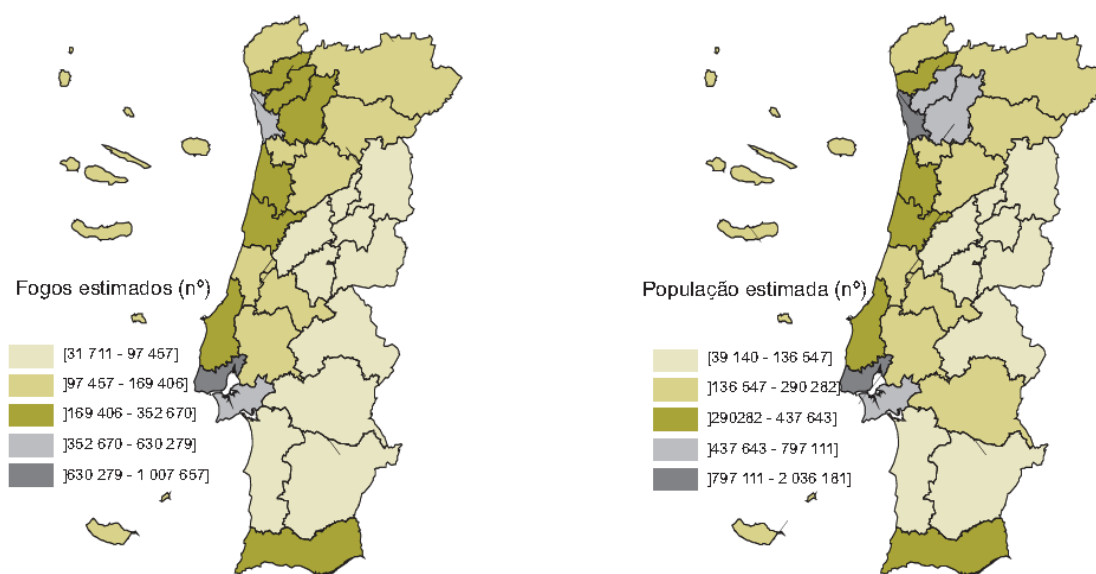 Fogos estimados (nº)
[31 711 - 97 457]
]97 457 - 169 406]
]169 406 - 352 670]
]352 670 - 630 279]
]630 279 - 1 007 657]
População estimada (nº)
[39 140 - 136 547]
]136 547 - 290 282]
]290282 - 437 643]
]437 643 - 797 111]
]797 111 - 2 036 181]